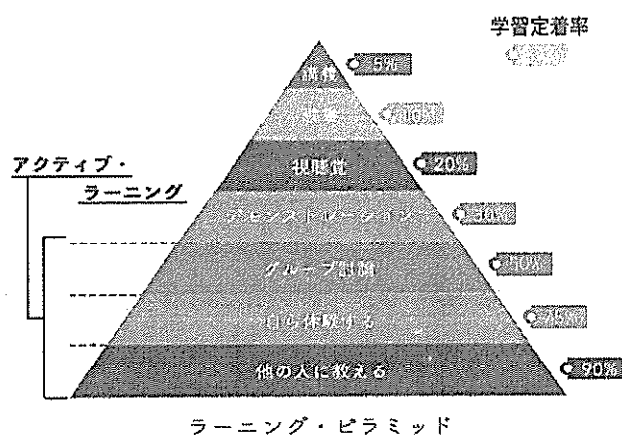 学習定着率
講義
5%
20%
視聴覚
アクティブ・
ラーニング
デモンストレーション
30%
グループ討論
50%
自ら体験する
75%
他の人に教える
90%
ラーニング・ピラミッド